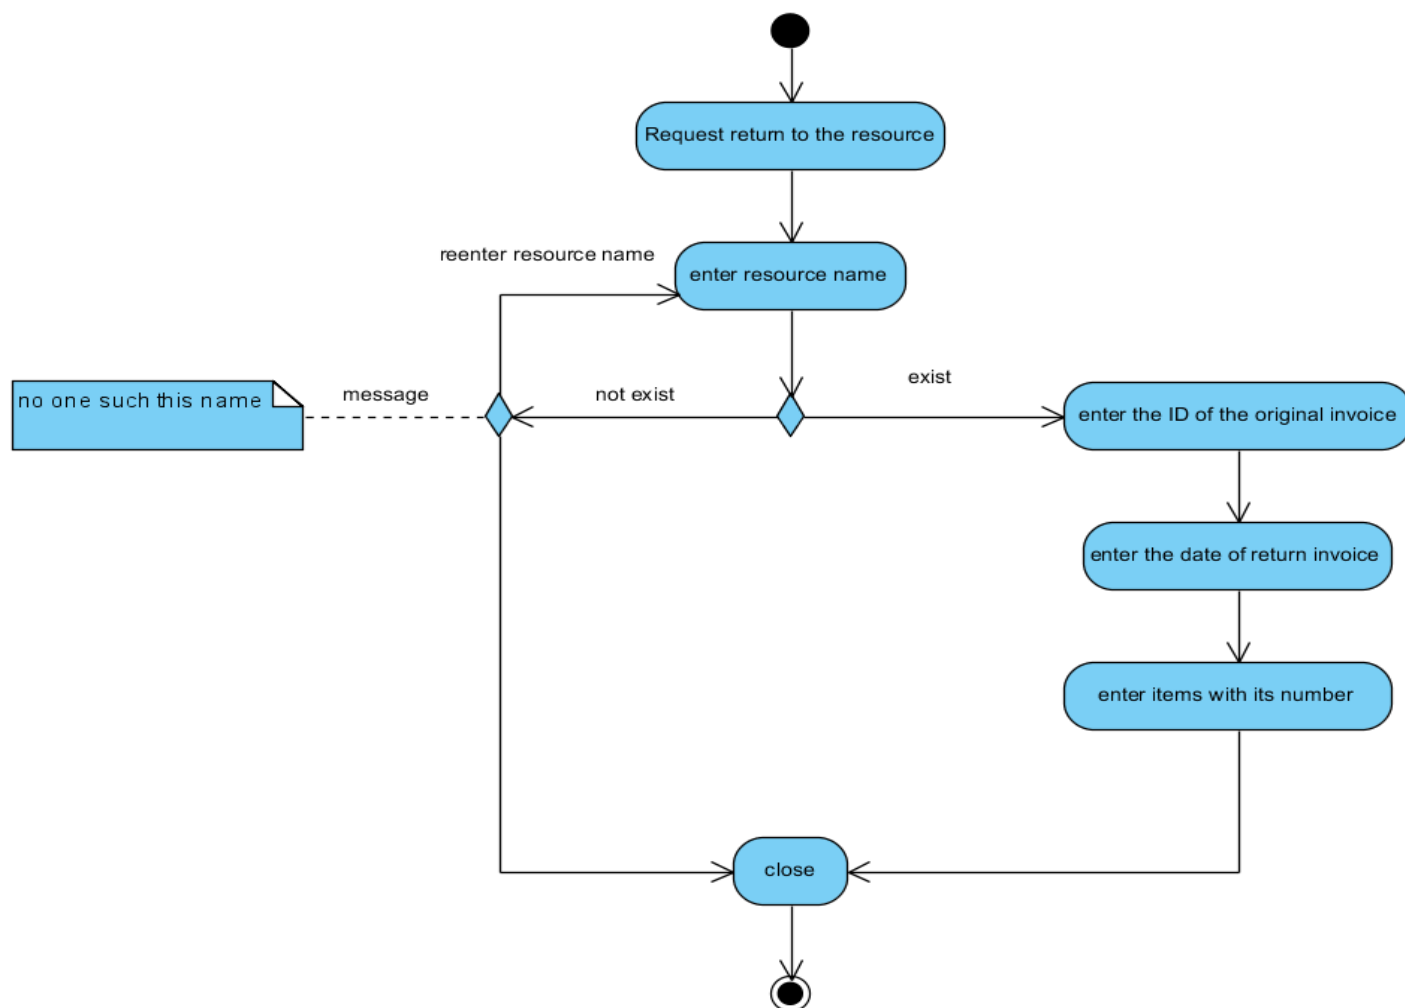 Request return to the resource
reenter resource name
enter resource name
exist
no one such this name
message
not exist
enter the ID of the original invoice
enter the date of return invoice
enter items with its number
close